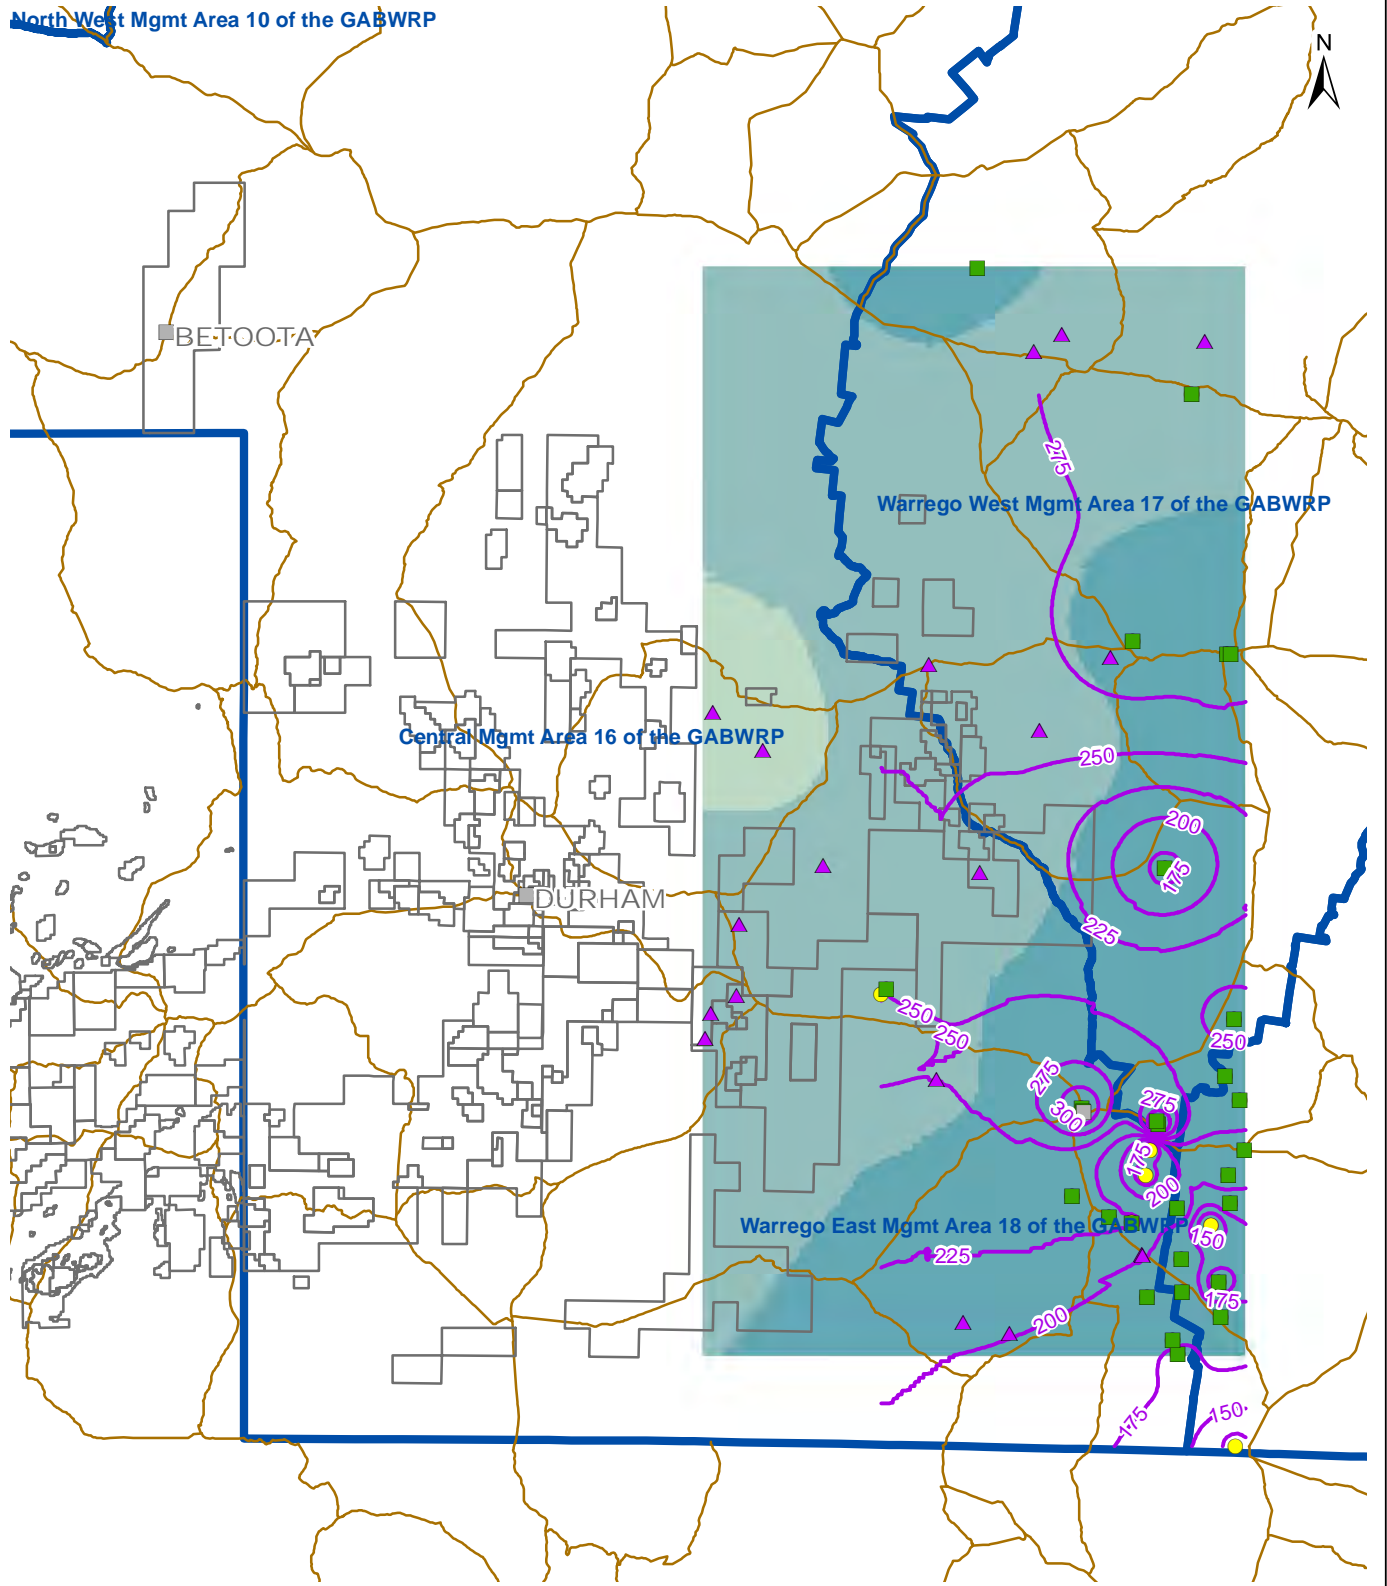 North West Mgmt Area 10 of the GABWRP
N
BETOOTA
275
Warrego West Mgmt Area 17 of the GABWRP
Central Mgmt Area 16 of the GABWRP
250
200
175
DURHAM
225
250
250
250
275
300
275
175
200
Warrego East Mgmt Area 18 of the GABWRP
150
225
175
200
175
150